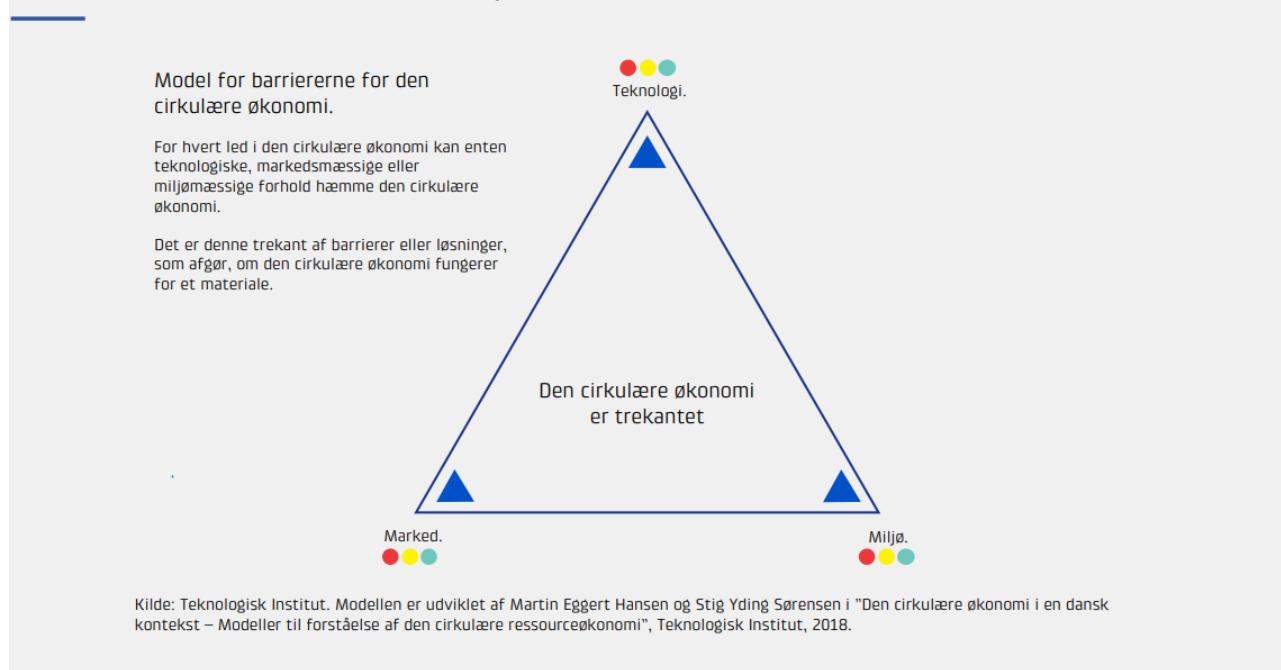 Model for barriererne for den
cirkulære økonomi.
For hvert led i den cirkulære økonomi kan enten
teknologiske, markedsmæssige eller
miljømæssige forhold hæmme den cirkulære
økonomi.
Det er denne trekant af barrierer eller løsninger,
som afgør, om den cirkulære økonomi fungerer
for et materiale.
Teknologi.
Den cirkulære økonomi
er trekantet
Marked.
Miljø.
Kilde: Teknologisk Institut. Modellen er udviklet af Martin Eggert Hansen og Stig Yding Sørensen i ”Den cirkulære økonomi i en dansk
kontekst – Modeller til forståelse af den cirkulære ressourceøkonomi”, Teknologisk Institut, 2018.